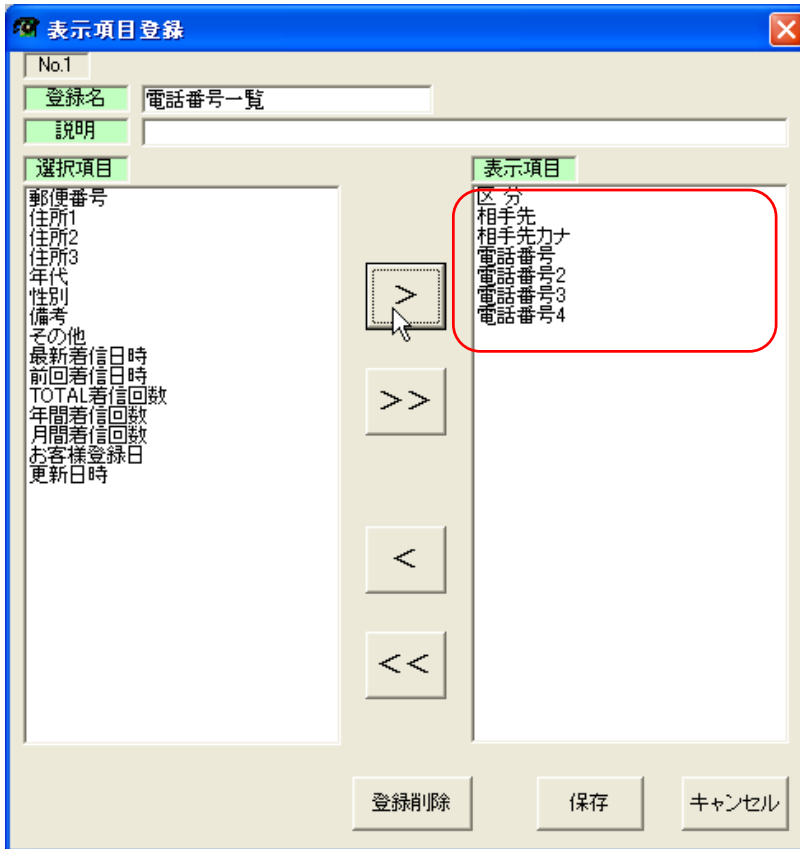 表示項目登録
No.1
登録名
電話番号一覧
説明
選択項目
郵便番号
住所1
住所2
住所3
年代
性別
備考
その他
最新着信日時
前回着信日時
TOTAL着信回数
年間着信回数
月間着信回数
お客様登録日
更新日時
>
>>
<
<<
表示項目
区 分
相手先
相手先カナ
電話番号
電話番号2
電話番号3
電話番号4
登録削除
保存
キャンセル